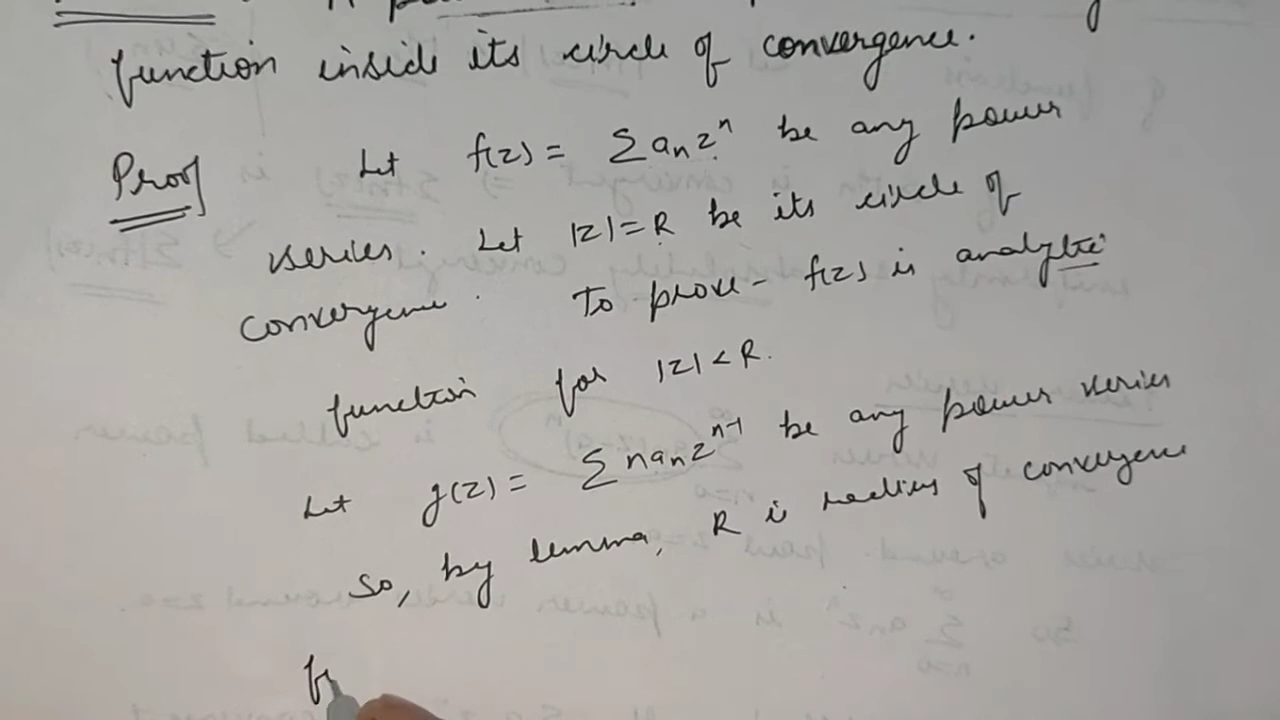 function inside its circle of convergence.
Proof Let f(z) = Σ aₙ zⁿ be any power
series. Let |z| = R be its circle of
convergence. To prove - f(z) is analytic
function for |z| < R.
Let g(z) = Σ n aₙ zⁿ⁻¹ be any power series
So, by lemma, R is radius of convergence